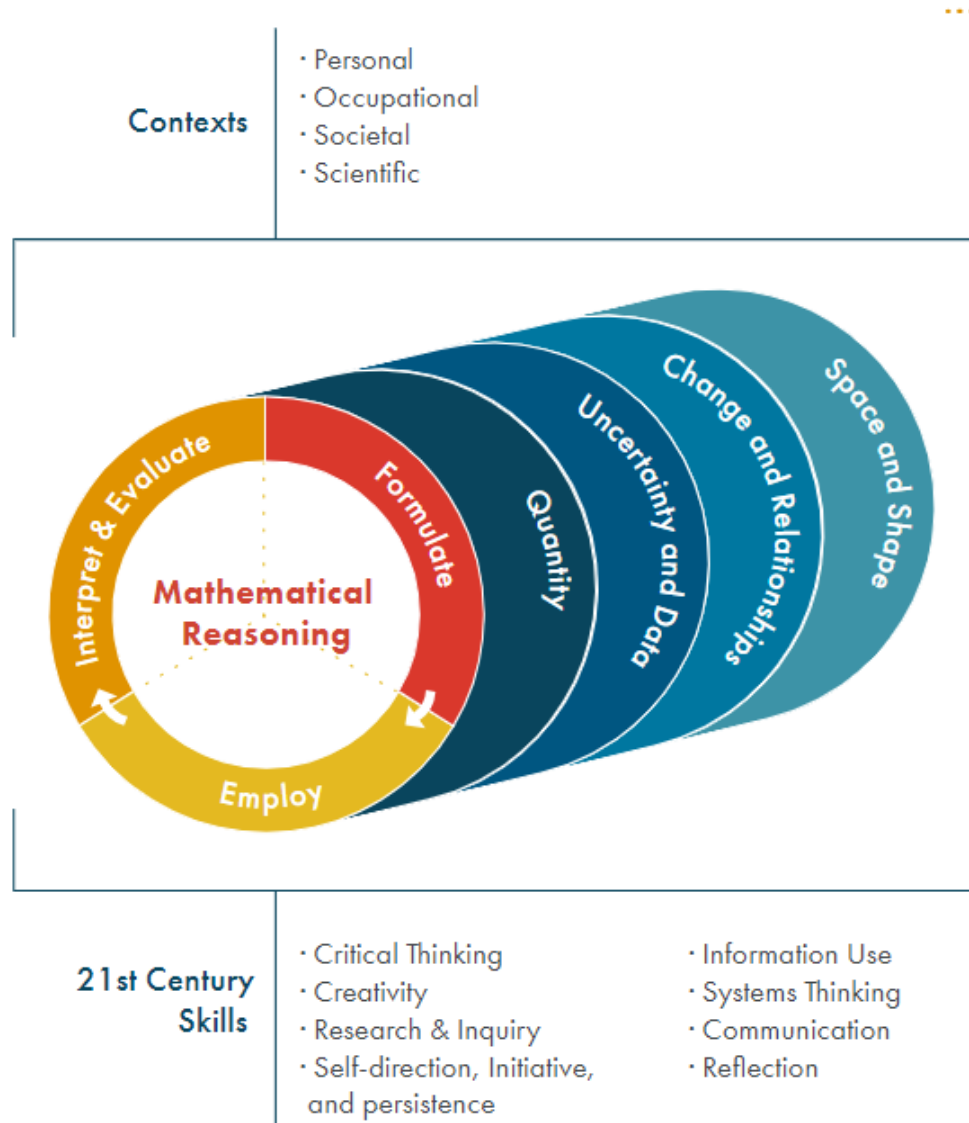 Contexts
· Personal
· Occupational
· Societal
· Scientific
Interpret & Evaluate
Formulate
Employ
Mathematical
Reasoning
Quantity
Uncertainty and Data
Change and Relationships
Space and Shape
21st Century
Skills
· Critical Thinking
· Creativity
· Research & Inquiry
· Self-direction, Initiative,
and persistence
· Information Use
· Systems Thinking
· Communication
· Reflection